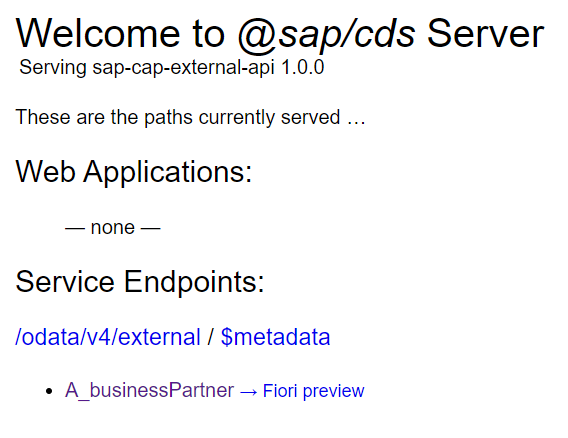 Welcome to @sap/cds Server
Serving sap-cap-external-api 1.0.0
These are the paths currently served …
Web Applications:
— none —
Service Endpoints:
/odata/v4/external / $metadata
• A_businessPartner → Fiori preview